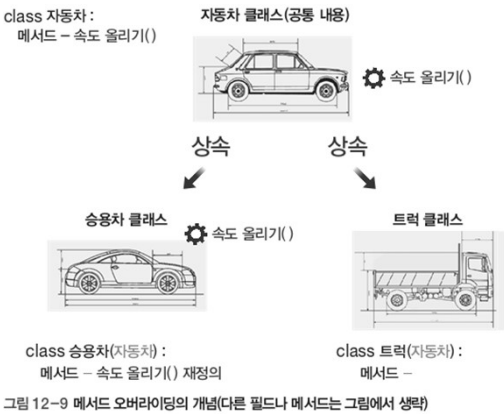 class 자동차 :
메서드 – 속도 올리기( )
자동차 클래스(공통 내용)
속도 올리기( )
상속
상속
승용차 클래스
속도 올리기( )
트럭 클래스
class 승용차(자동차) :
메서드 – 속도 올리기( ) 재정의
class 트럭(자동차) :
메서드 –
그림 12-9 메서드 오버라이딩의 개념(다른 필드나 메서드는 그림에서 생략)